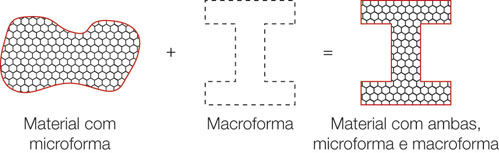 +
=
Material com
microforma
Macroforma
Material com ambas,
microforma e macroforma